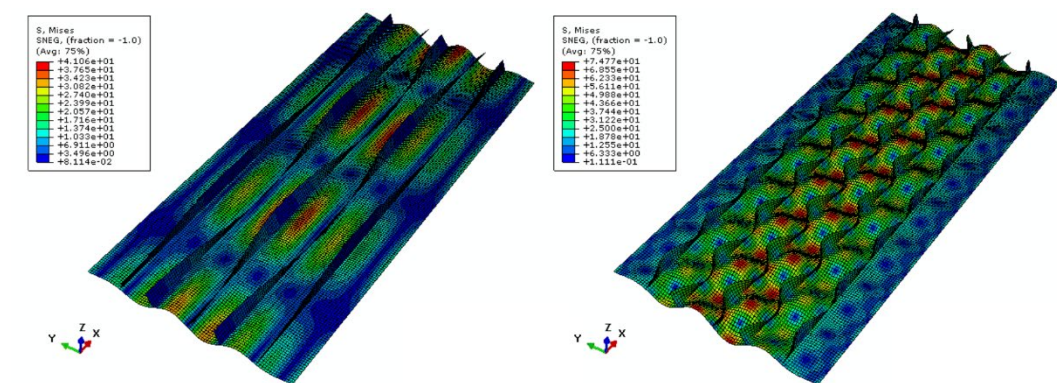 S, Mises
SNEG, (fraction = -1.0)
(Avg: 75%)
+4.106e+01
+3.765e+01
+3.423e+01
+3.082e+01
+2.740e+01
+2.399e+01
+2.057e+01
+1.716e+01
+1.374e+01
+1.033e+01
+6.911e+00
+3.496e+00
+8.114e-02
Y
Z
X
S, Mises
SNEG, (fraction = -1.0)
(Avg: 75%)
+7.477e+01
+6.855e+01
+6.233e+01
+5.611e+01
+4.988e+01
+4.366e+01
+3.744e+01
+3.122e+01
+2.500e+01
+1.878e+01
+1.255e+01
+6.333e+00
+1.111e-01
Y
Z
X